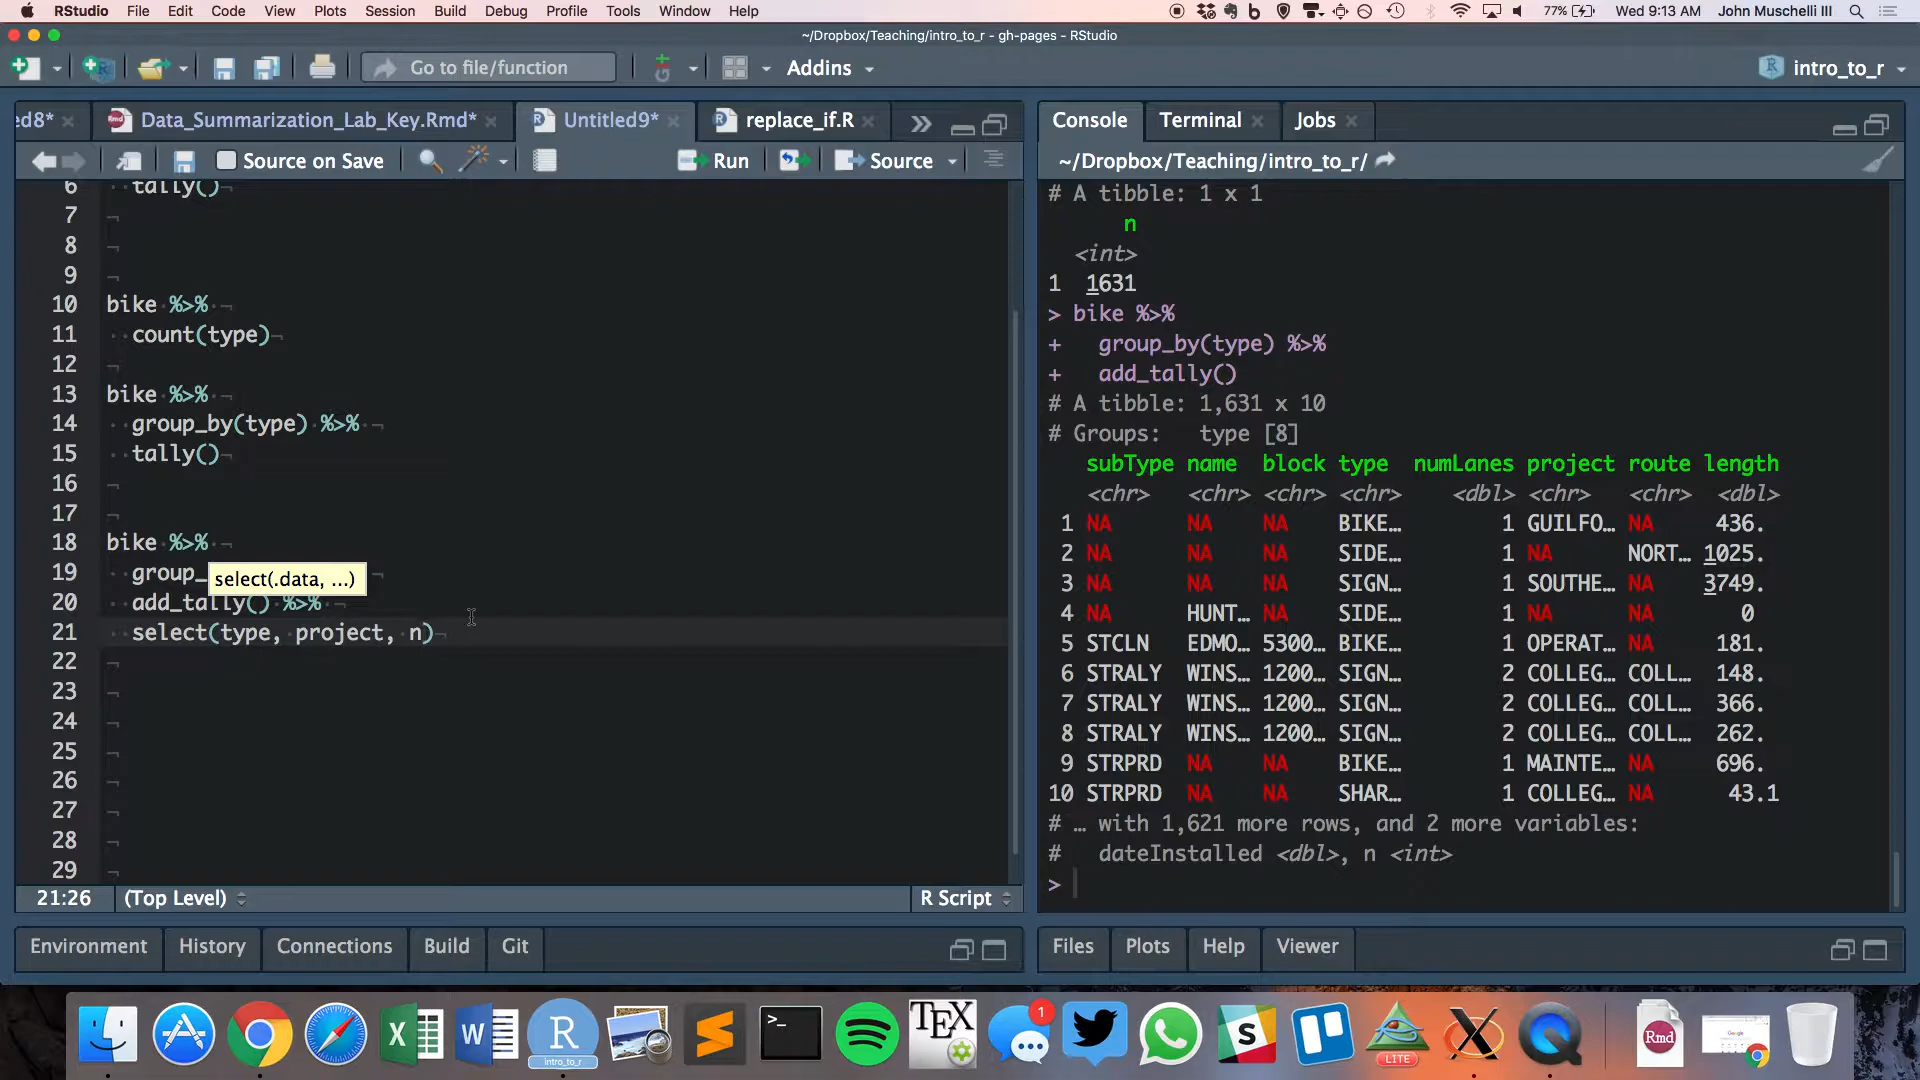 RStudio File Edit Code View Plots Session Build Debug Profile Tools Window Help 77% Wed 9:13 AM John Muschelli III
~/Dropbox/Teaching/intro_to_r - gh-pages - RStudio
Go to file/function Addins intro_to_r
ed8* Data_Summarization_Lab_Key.Rmd* Untitled9* replace_if.R
Source on Save Run Source
6 tally()
7
8
9
10 bike %>%
11 count(type)
12
13 bike %>%
14 group_by(type) %>%
15 tally()
16
17
18 bike %>%
19 group_
select(.data, ...)
20 add_tally() %>%
21 select(type, project, n)
22
23
24
25
26
27
28
29
21:26 (Top Level) R Script
Environment History Connections Build Git
Console Terminal Jobs
~/Dropbox/Teaching/intro_to_r/
# A tibble: 1 x 1
n
<int>
1 1631
> bike %>%
+ group_by(type) %>%
+ add_tally()
# A tibble: 1,631 x 10
# Groups: type [8]
subType name block type numLanes project route length
<chr> <chr> <chr> <chr> <dbl> <chr> <chr> <dbl>
1 NA NA NA BIKE… 1 GUILFO… NA 436.
2 NA NA NA SIDE… 1 NA NORT… 1025.
3 NA NA NA SIGN… 1 SOUTHE… NA 3749.
4 NA HUNT… NA SIDE… 1 NA NA 0
5 STCLN EDMO… 5300… BIKE… 1 OPERAT… NA 181.
6 STRALY WINS… 1200… SIGN… 2 COLLEG… COLL… 148.
7 STRALY WINS… 1200… SIGN… 2 COLLEG… COLL… 366.
8 STRALY WINS… 1200… SIGN… 2 COLLEG… COLL… 262.
9 STRPRD NA NA BIKE… 1 MAINTE… NA 696.
10 STRPRD NA NA SHAR… 1 COLLEG… NA 43.1
# … with 1,621 more rows, and 2 more variables:
# dateInstalled <dbl>, n <int>
>
Files Plots Help Viewer
intro_to_r
TEX
1
LITE
Rmd